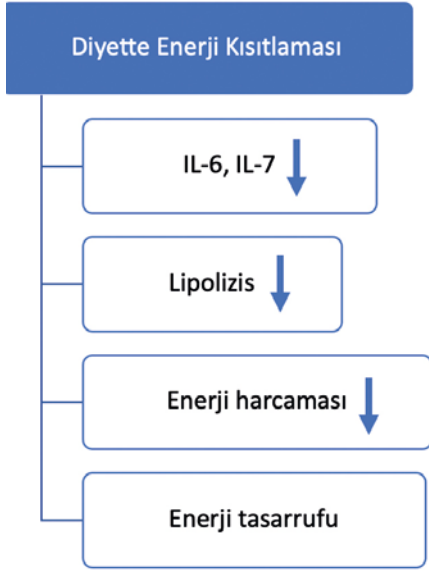 Diyette Enerji Kısıtlaması
IL-6, IL-7
Lipolizis
Enerji harcaması
Enerji tasarrufu